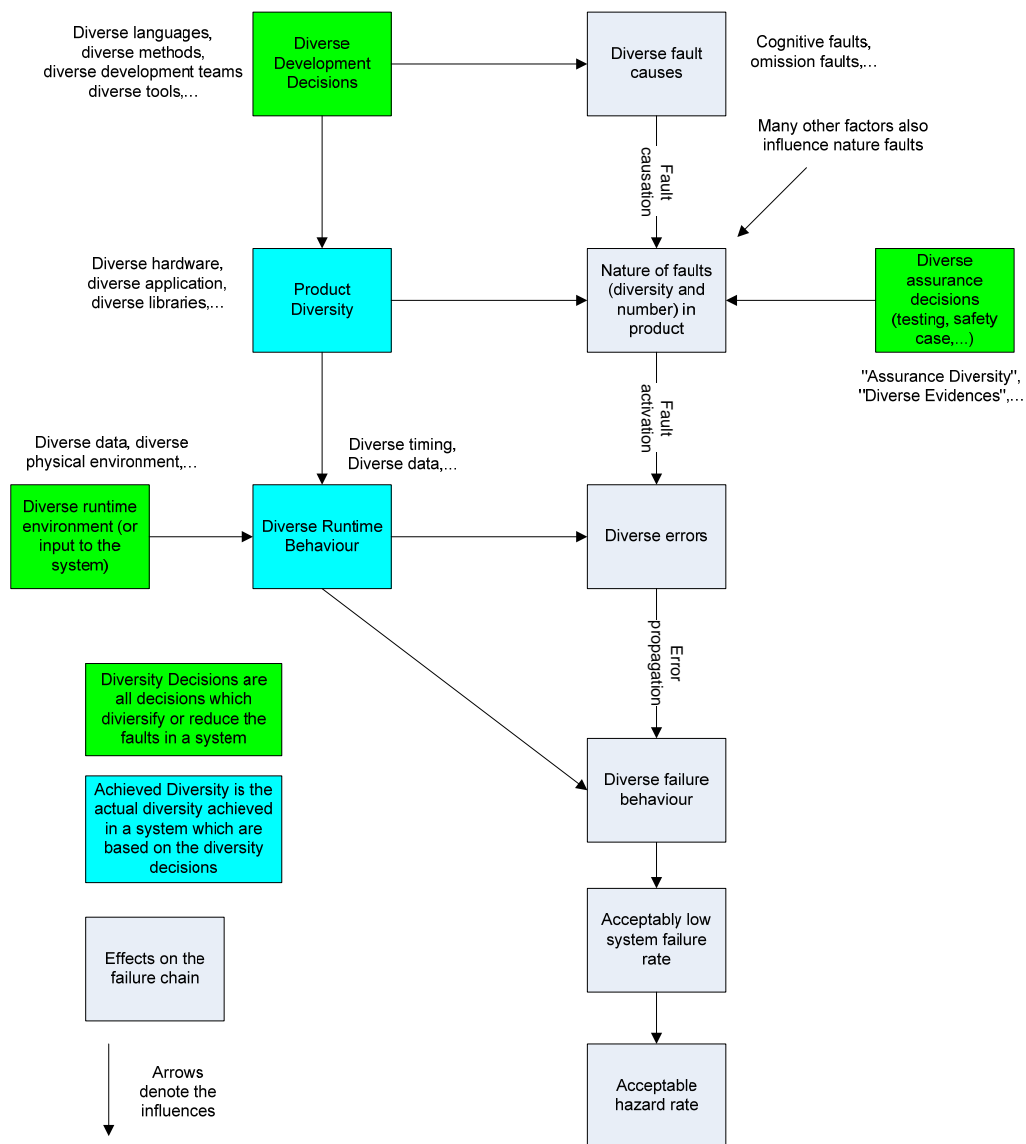 Diverse languages,
diverse methods,
diverse development teams
diverse tools,…
Diverse
Development
Decisions
Diverse fault
causes
Cognitive faults,
omission faults,…
Many other factors also
influence nature faults
Fault
causation
Diverse hardware,
diverse application,
diverse libraries,…
Product
Diversity
Nature of faults
(diversity and
number) in
product
Diverse
assurance
decisions
(testing, safety
case,...)
"Assurance Diversity",
"Diverse Evidences",…
Fault
activation
Diverse data, diverse
physical environment,…
Diverse timing,
Diverse data,…
Diverse runtime
environment (or
input to the
system)
Diverse Runtime
Behaviour
Diverse errors
Error
propagation
Diversity Decisions are
all decisions which
diviersify or reduce the
faults in a system
Diverse failure
behaviour
Achieved Diversity is the
actual diversity achieved
in a system which are
based on the diversity
decisions
Acceptably low
system failure
rate
Effects on the
failure chain
Arrows
denote the
influences
Acceptable
hazard rate